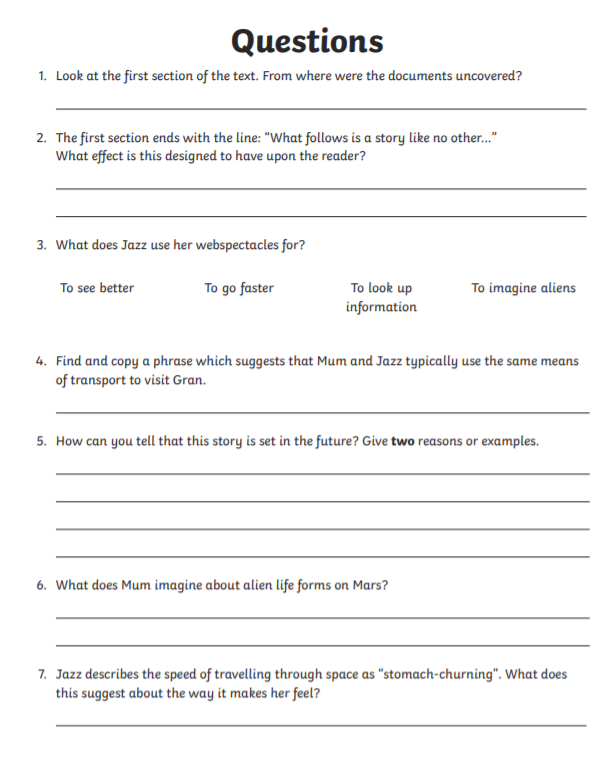 Questions
1. Look at the first section of the text. From where were the documents uncovered?
2. The first section ends with the line: “What follows is a story like no other...”
What effect is this designed to have upon the reader?
3. What does Jazz use her webspectacles for?
To see better To go faster To look up To imagine aliens
information
4. Find and copy a phrase which suggests that Mum and Jazz typically use the same means
of transport to visit Gran.
5. How can you tell that this story is set in the future? Give two reasons or examples.
6. What does Mum imagine about alien life forms on Mars?
7. Jazz describes the speed of travelling through space as “stomach-churning”. What does
this suggest about the way it makes her feel?